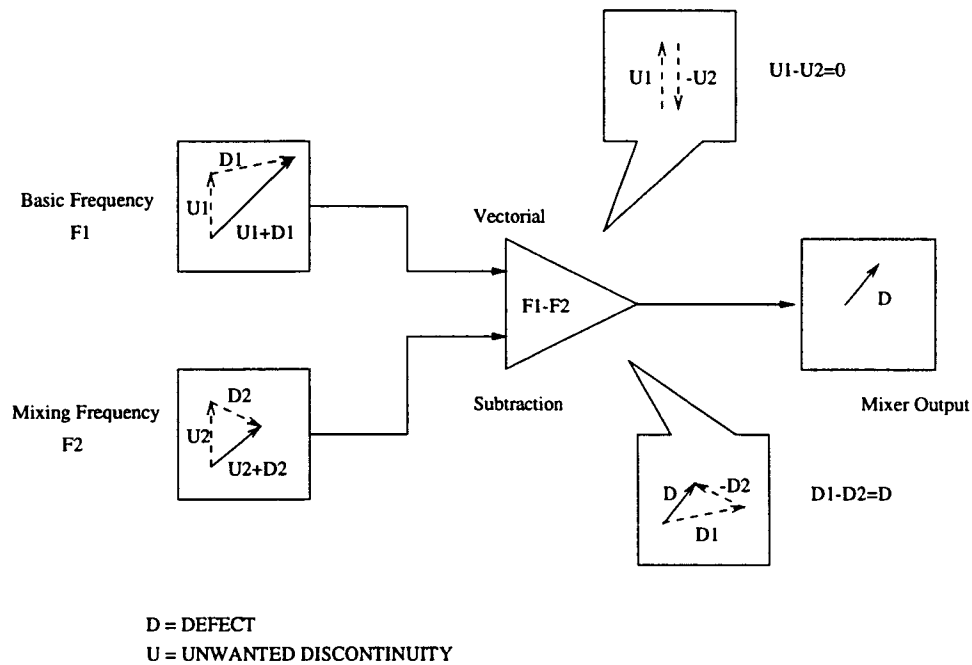 U1
-U2
U1-U2=0
D1
U1
U1+D1
Basic Frequency
F1
Vectorial
F1-F2
D
D2
U2
U2+D2
Mixing Frequency
F2
Subtraction
Mixer Output
D
-D2
D1
D1-D2=D
D = DEFECT
U = UNWANTED DISCONTINUITY